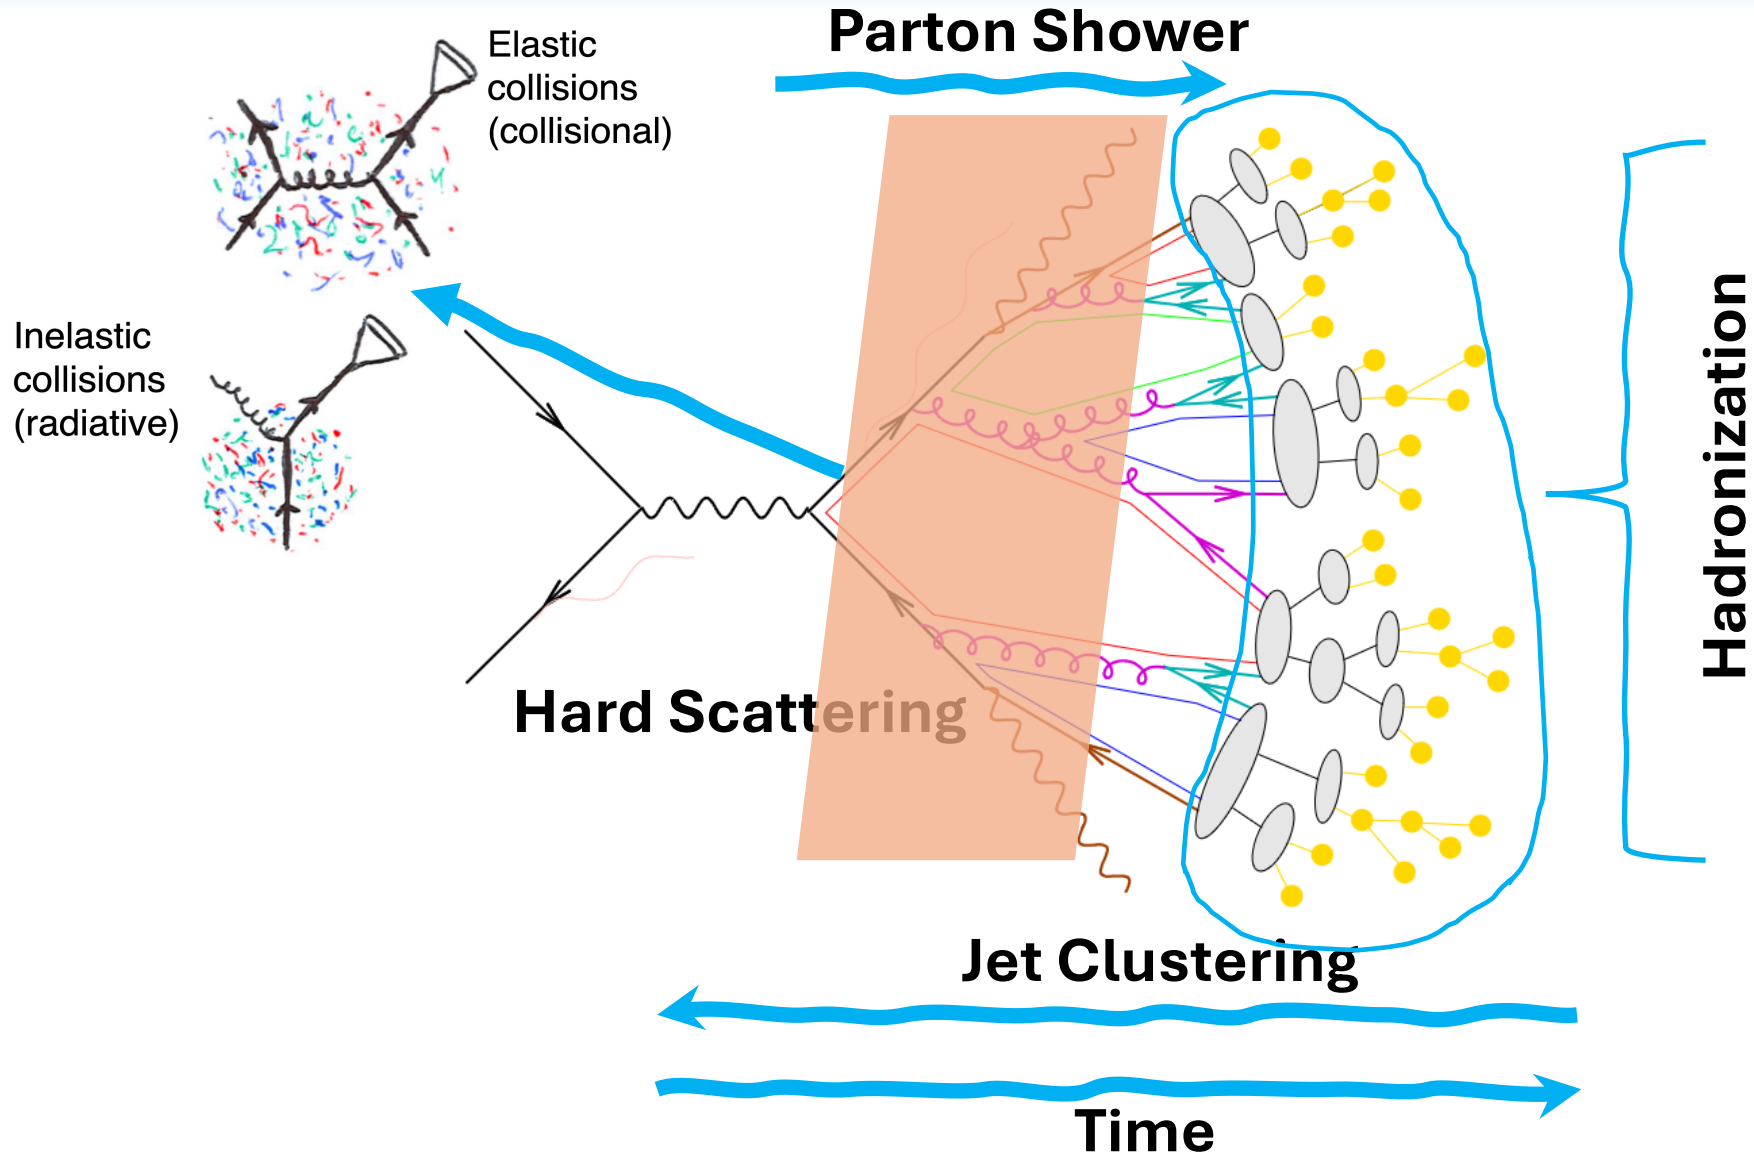 Parton Shower
Elastic
collisions
(collisional)
Inelastic
collisions
(radiative)
Hard Scattering
Hadronization
Jet Clustering
Time